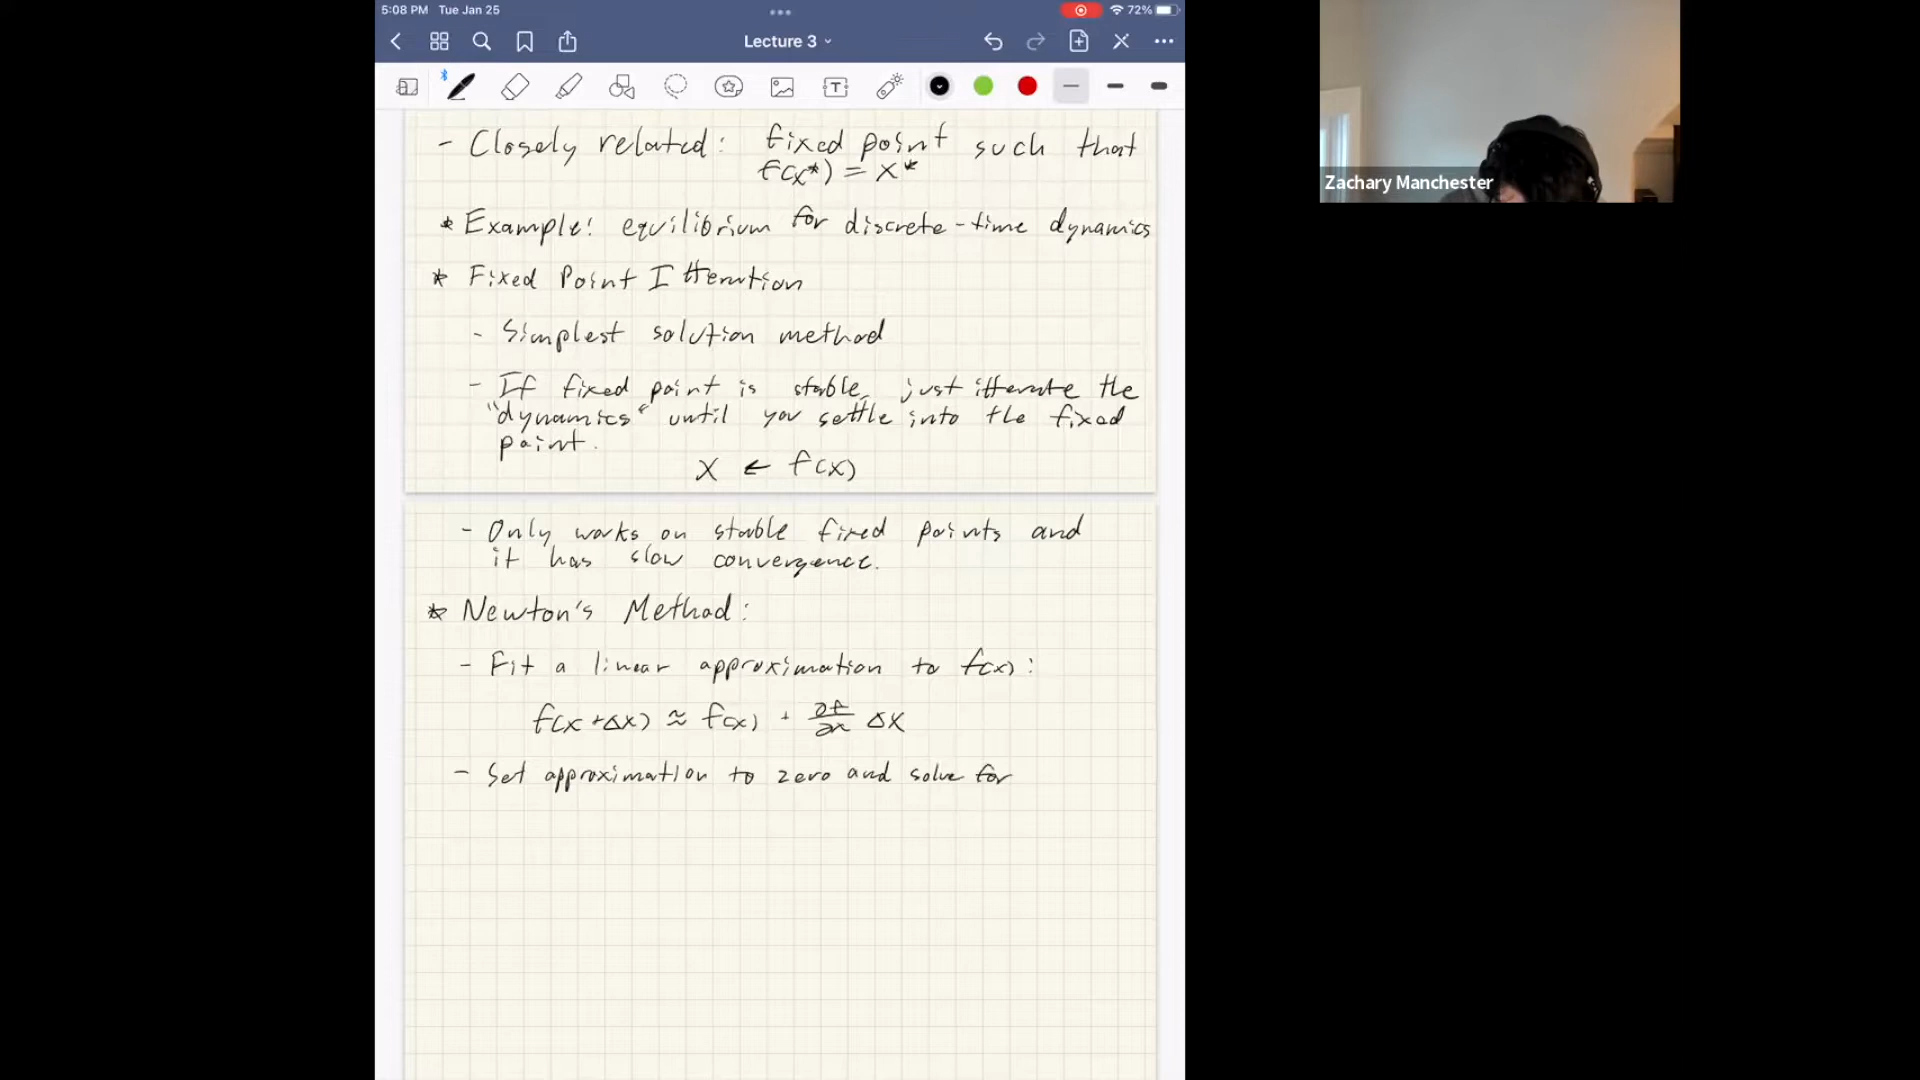 5:08 PM Tue Jan 25
72%
Lecture 3
- Closely related: fixed point such that
f(x*) = x*
* Example: equilibrium for discrete-time dynamics
* Fixed Point Itteration
- Simplest solution method
- If fixed point is stable, just itterate the
"dynamics" until you settle into the fixed
point.
x ← f(x)
- Only works on stable fixed points and
it has slow convergence.
* Newton's Method:
- Fit a linear approximation to f(x):
f(x+Δx) ≈ f(x) + ∂f/∂x Δx
- Set approximation to zero and solve for
Zachary Manchester